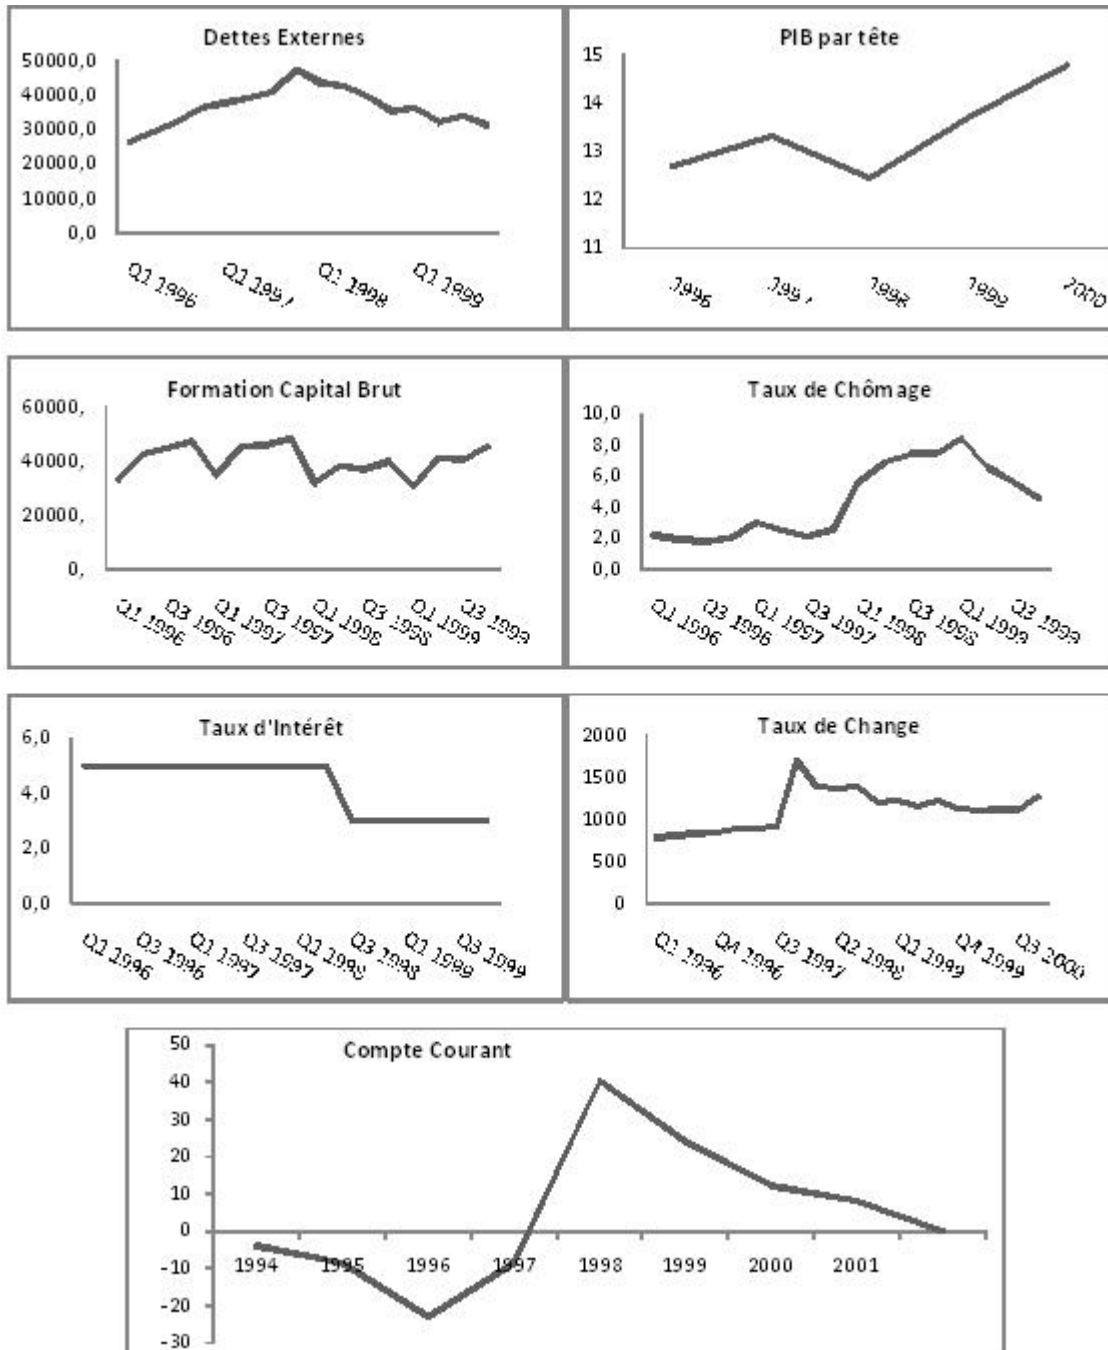 Dettes Externes
50000,0
40000,0
30000,0
20000,0
10000,0
0,0
Q1 1996
Q1 1997
Q1 1998
Q1 1999
PIB par tête
15
14
13
12
11
1996
1997
1998
1999
2000
Formation Capital Brut
60000,
40000,
20000,
0,
Q1 1996
Q3 1996
Q1 1997
Q3 1997
Q1 1998
Q3 1998
Q1 1999
Q3 1999
Taux de Chômage
10,0
8,0
6,0
4,0
2,0
0,0
Q1 1996
Q3 1996
Q1 1997
Q3 1997
Q1 1998
Q3 1998
Q1 1999
Q3 1999
Taux d'Intérêt
6,0
4,0
2,0
0,0
Q1 1996
Q3 1996
Q1 1997
Q3 1997
Q1 1998
Q3 1998
Q1 1999
Q3 1999
Taux de Change
2000
1500
1000
500
0
Q1 1996
Q4 1996
Q3 1997
Q2 1998
Q1 1999
Q4 1999
Q3 2000
Compte Courant
50
40
30
20
10
0
-10
-20
-30
1994
1995
1996
1997
1998
1999
2000
2001